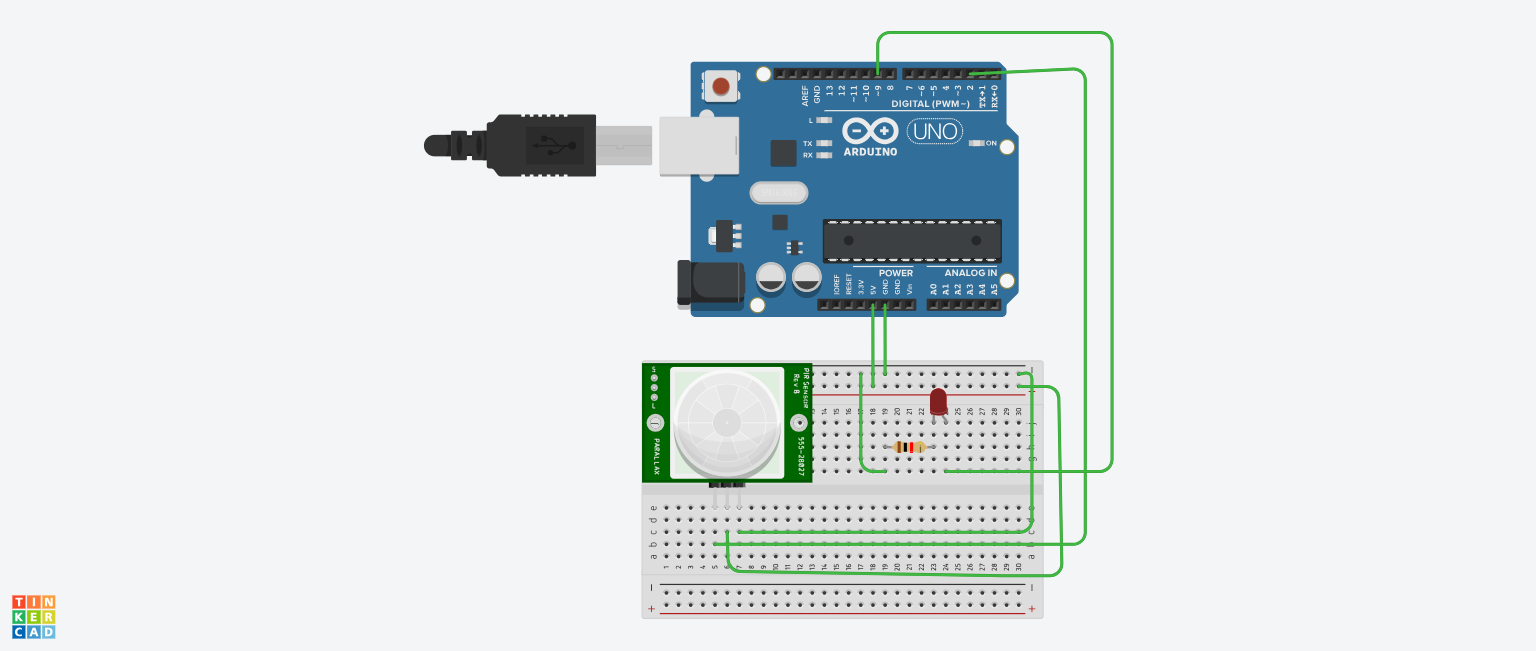 AREF
GND
13
12
~11
~10
~9
8
7
~6
~5
4
~3
2
TX→1
RX←0
DIGITAL (PWM~)
L
TX
RX
UNO
ON
ARDUINO
POWER
ANALOG IN
IOREF
RESET
3.3V
5V
GND
GND
Vin
A0
A1
A2
A3
A4
A5
PIR SENSOR
REV B
PARALLAX
555-28027
14 15 16 17 18 19 20 21 22 25 26 27 28 29 30
e
d
c
b
a
1 2 3 4 5 6 7 8 9 10 11 12 13 14 15 16 17 18 19 20 21 22 23 24 25 26 27 28 29 30
TIN
KER
CAD